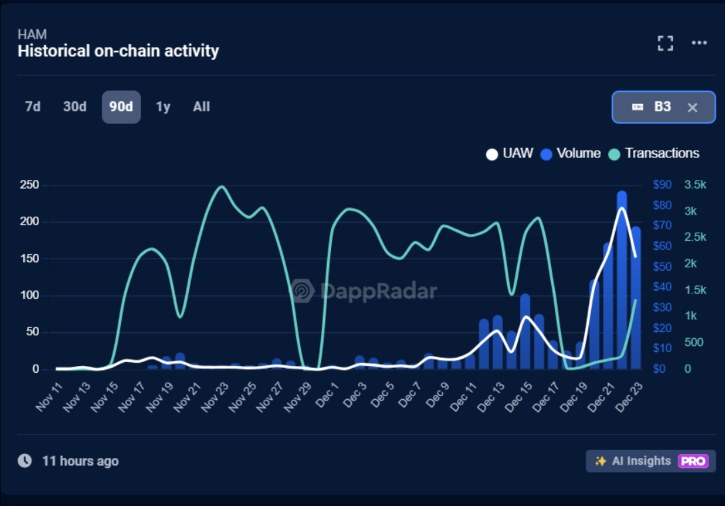 HAM
Historical on-chain activity
7d 30d 90d 1y All
B3 ×
UAW Volume Transactions
250 $90 3.5k
$80 3k
200
$70 2.5k
$60
150 $50 2k
$40 1.5k
100
$30 1k
50 $20
$10 500
0 $0 0
DappRadar
Nov 11 Nov 13 Nov 15 Nov 17 Nov 19 Nov 21 Nov 23 Nov 25 Nov 27 Nov 29 Dec 1 Dec 3 Dec 5 Dec 7 Dec 9 Dec 11 Dec 13 Dec 15 Dec 17 Dec 19 Dec 21 Dec 23
11 hours ago
AI Insights PRO